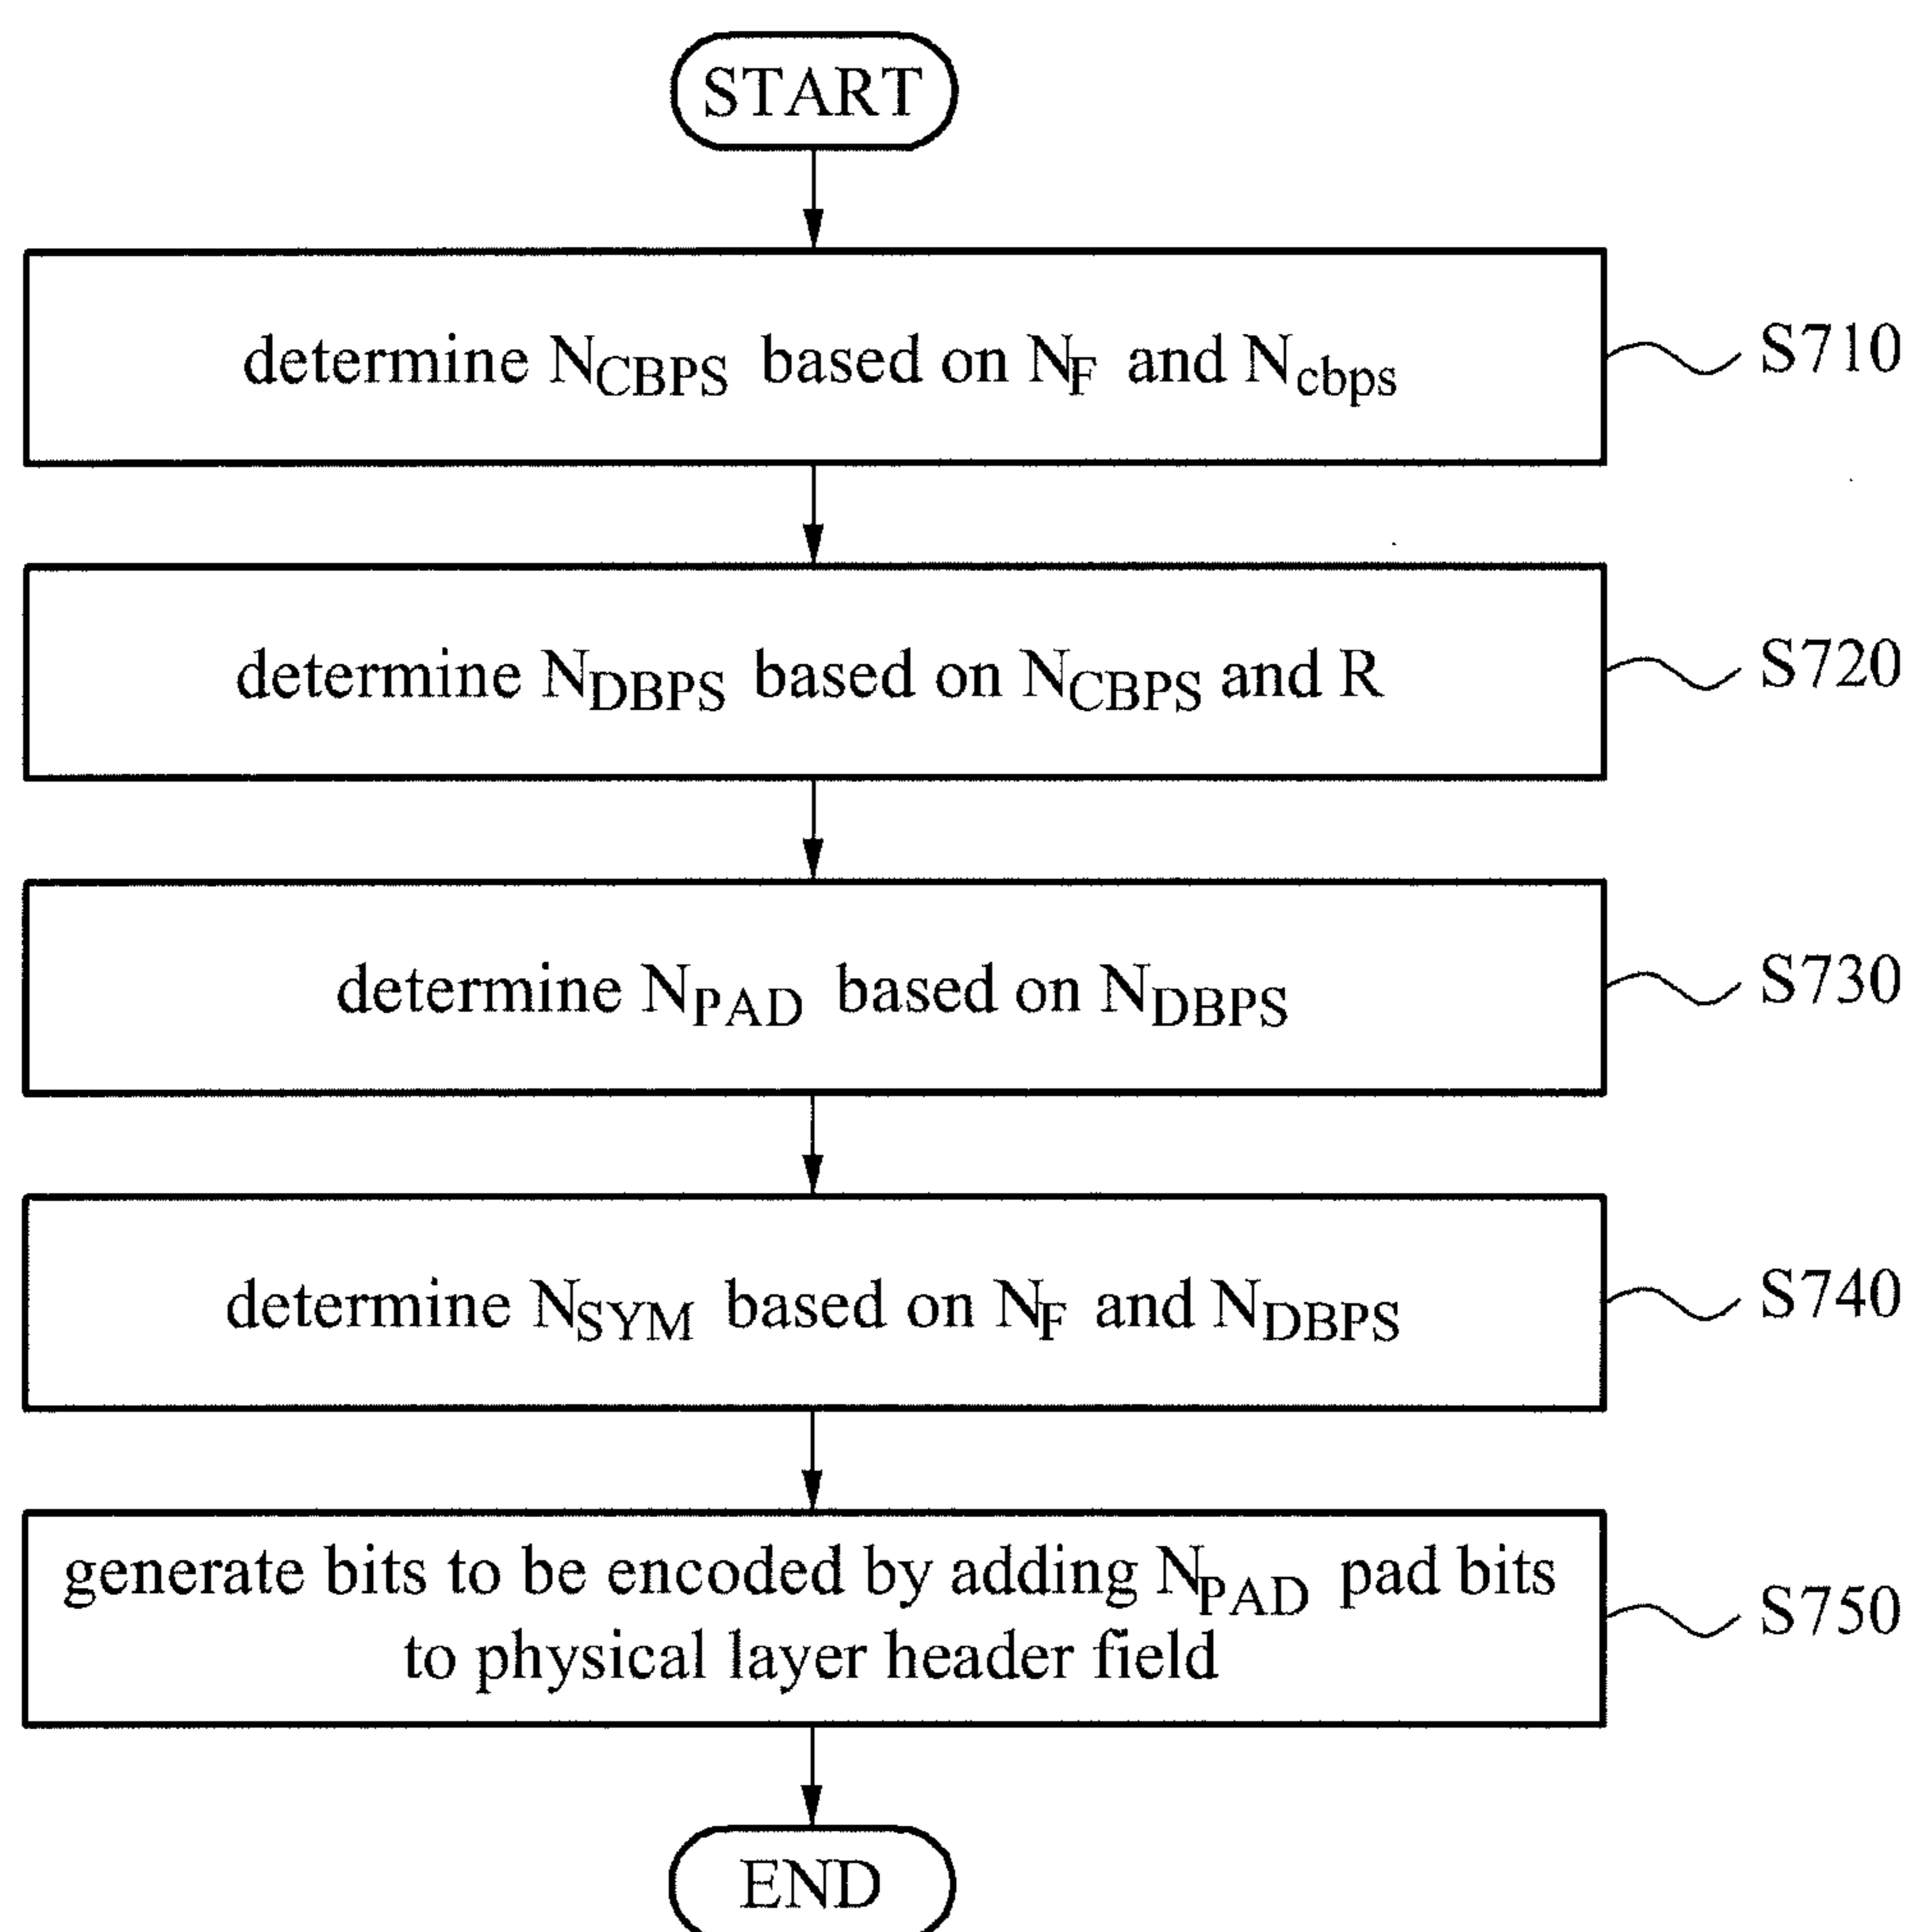 START
determine NCBPS based on NF and Ncbps
S710
determine NDBPS based on NCBPS and R
S720
determine NPAD based on NDBPS
S730
determine NSYM based on NF and NDBPS
S740
generate bits to be encoded by adding NPAD pad bits
to physical layer header field
S750
END